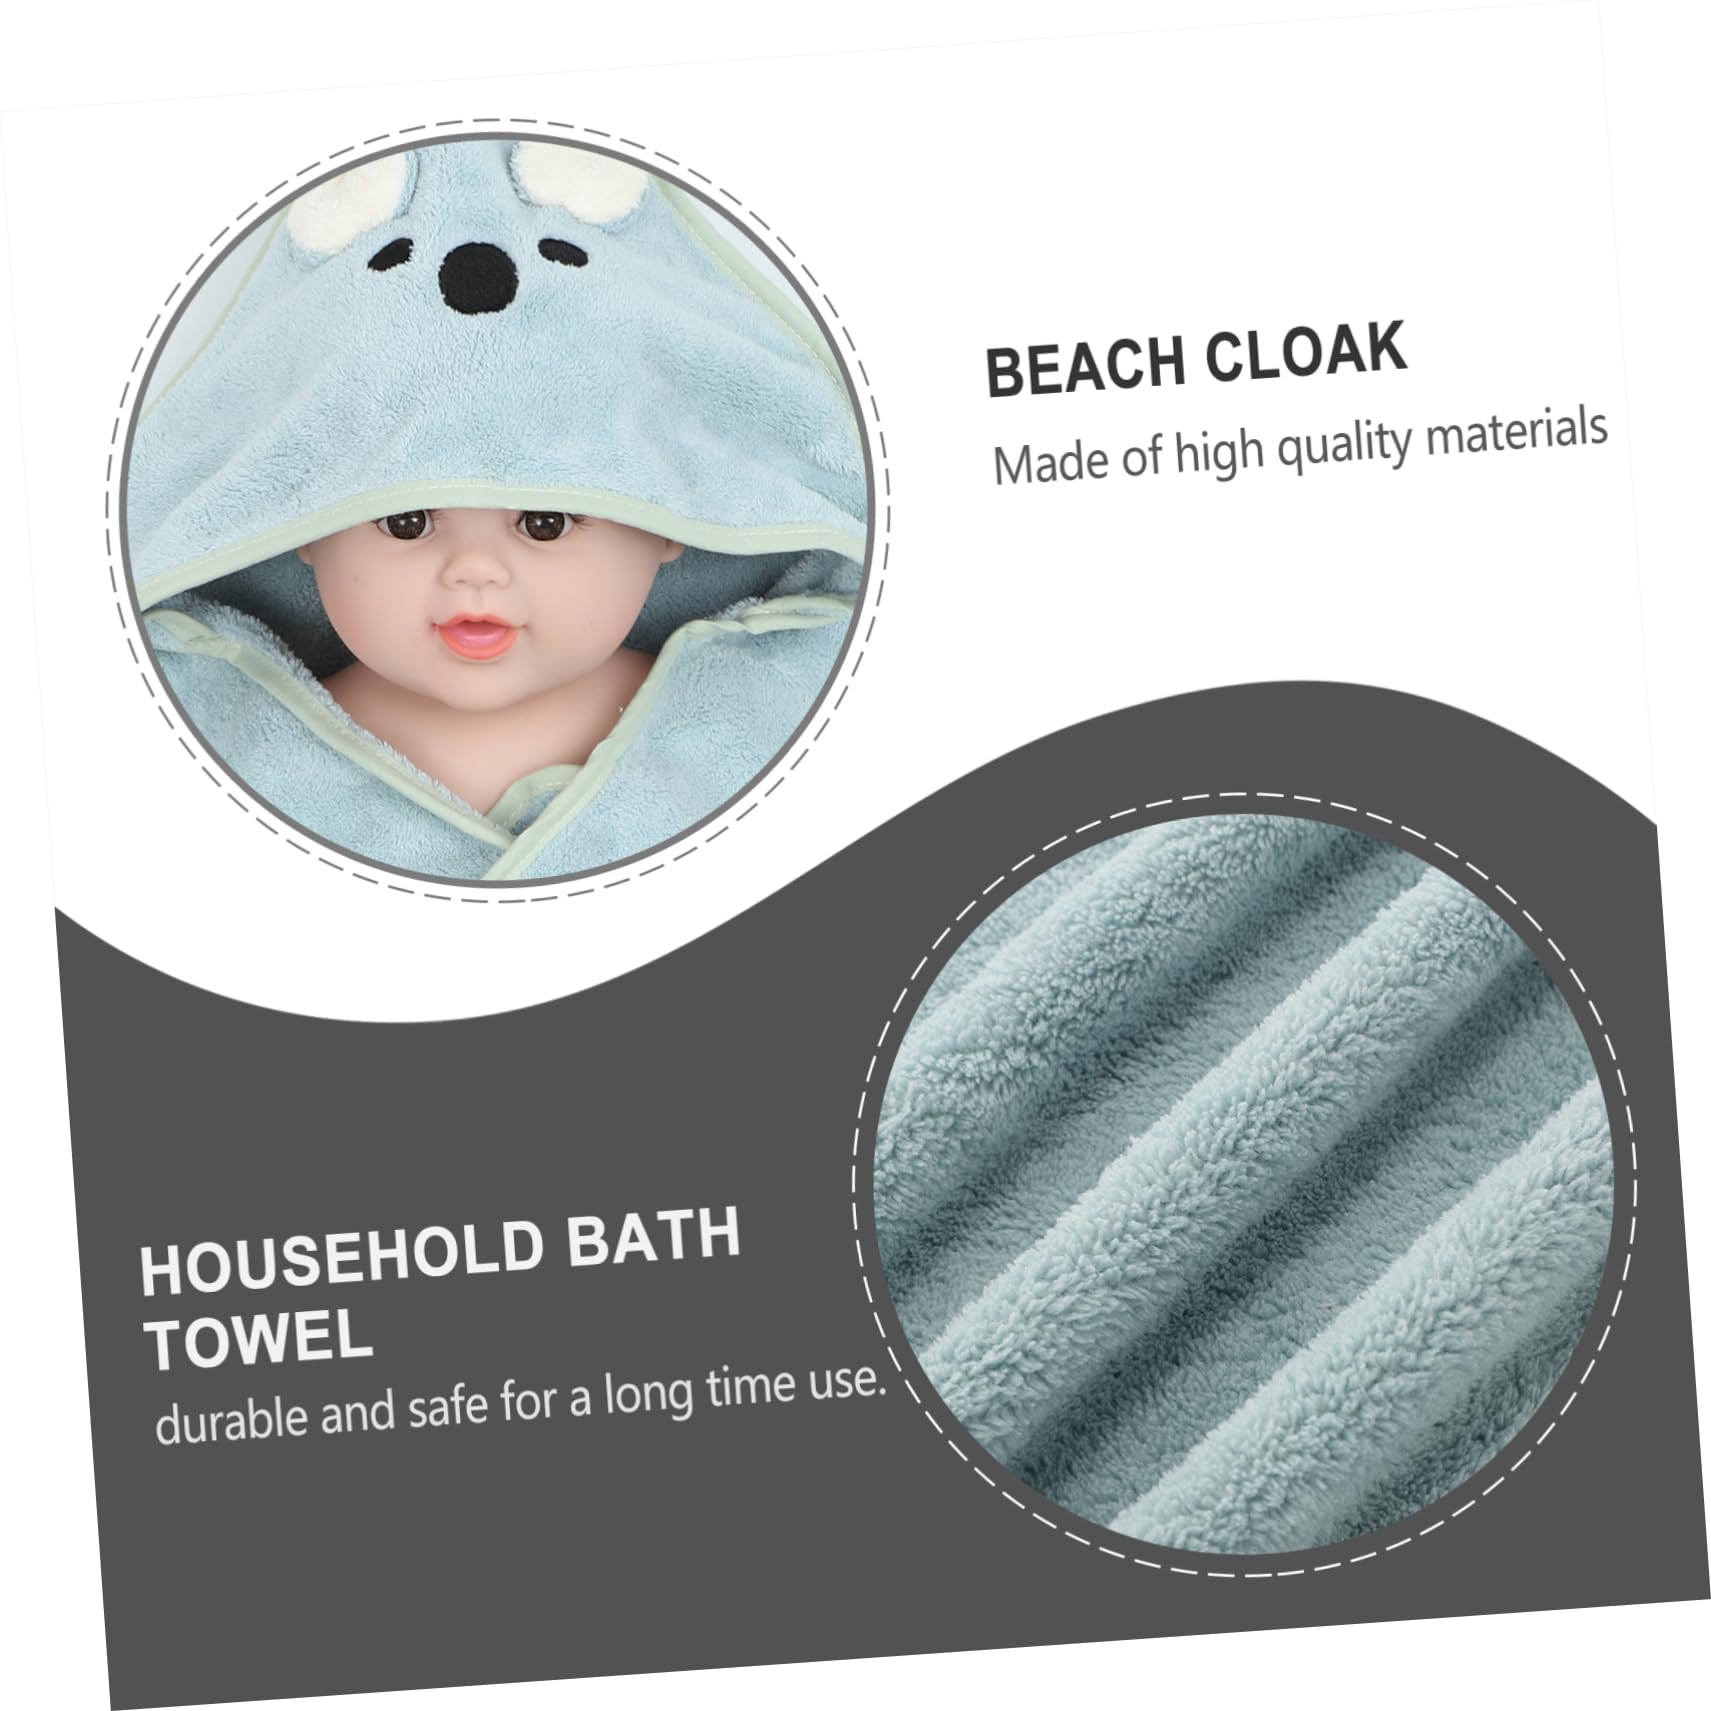 BEACH CLOAK
Made of high quality materials
HOUSEHOLD BATH
TOWEL
durable and safe for a long time use.